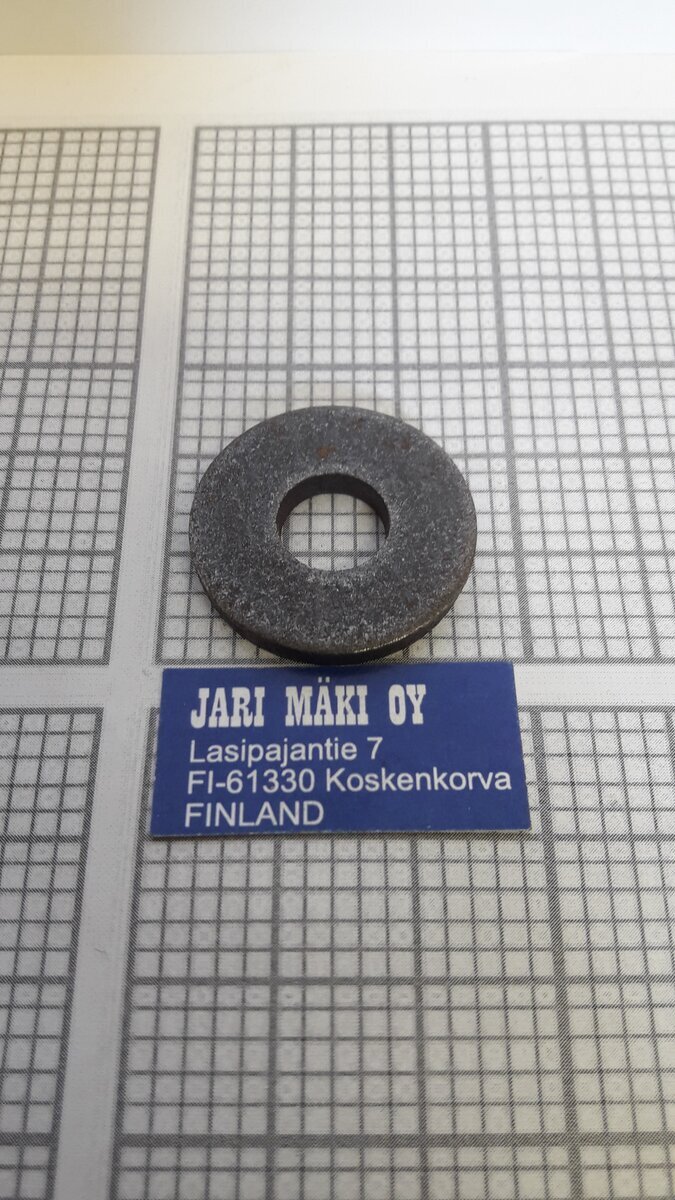 JARI MÄKI OY
Lasipajantie 7
FI-61330 Koskenkorva
FINLAND